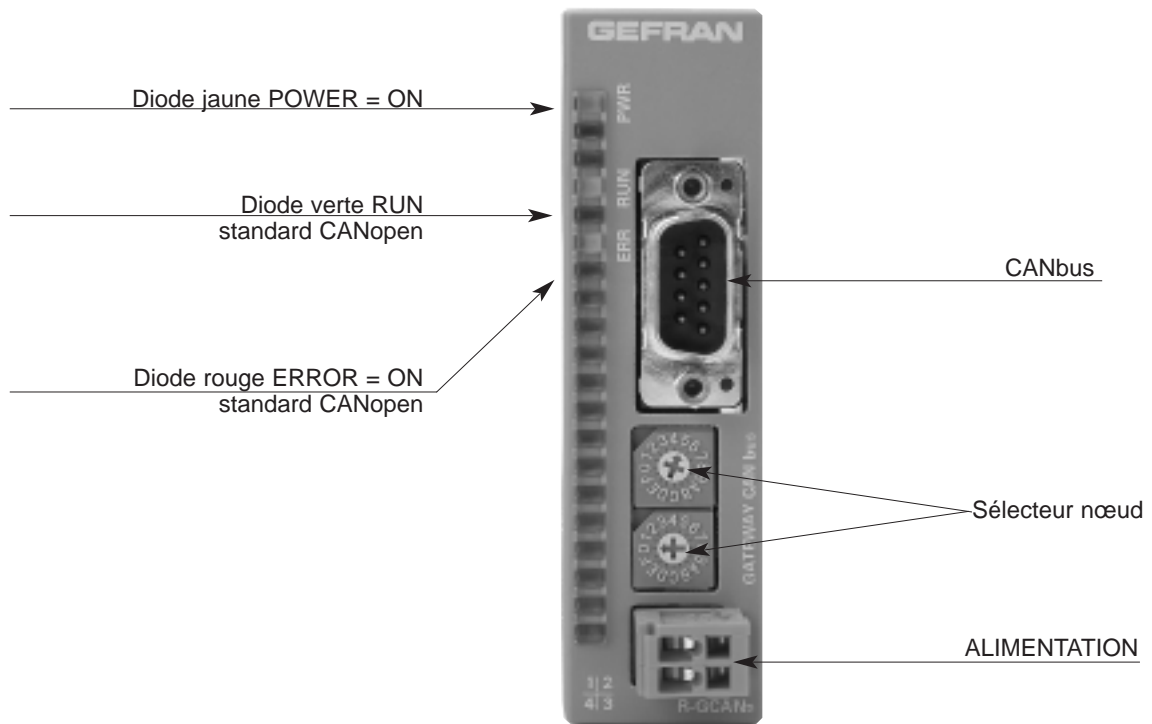 GEFRAN
Diode jaune POWER = ON
PWR
Diode verte RUN
standard CANopen
RUN
ERR
CANbus
Diode rouge ERROR = ON
standard CANopen
GATEWAY CAN bus
Sélecteur nœud
ALIMENTATION
1 2
4 3
R-GCANs